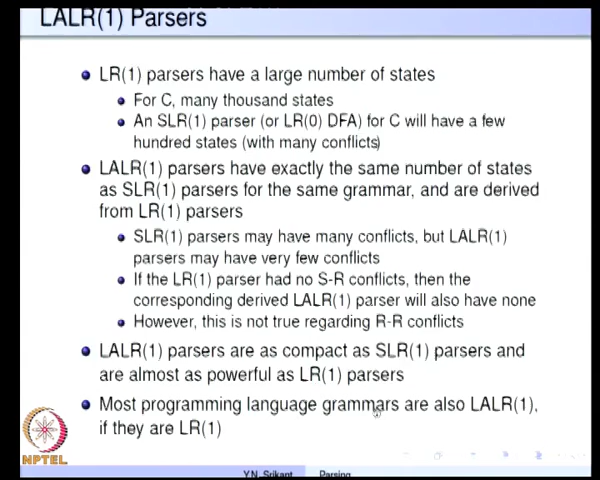 LALR(1) Parsers
LR(1) parsers have a large number of states
For C, many thousand states
An SLR(1) parser (or LR(0) DFA) for C will have a few
hundred states (with many conflicts)
LALR(1) parsers have exactly the same number of states
as SLR(1) parsers for the same grammar, and are derived
from LR(1) parsers
SLR(1) parsers may have many conflicts, but LALR(1)
parsers may have very few conflicts
If the LR(1) parser had no S-R conflicts, then the
corresponding derived LALR(1) parser will also have none
However, this is not true regarding R-R conflicts
LALR(1) parsers are as compact as SLR(1) parsers and
are almost as powerful as LR(1) parsers
Most programming language grammars are also LALR(1),
if they are LR(1)
NPTEL
Y.N. Srikant Parsing